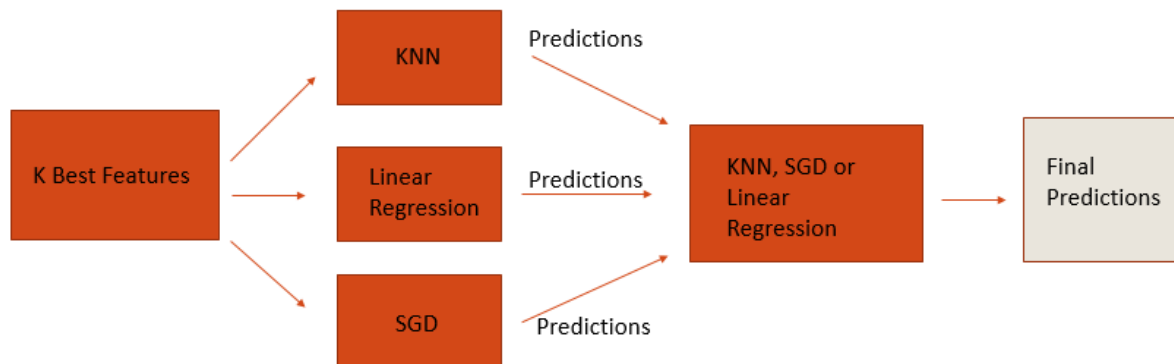 K Best Features
KNN
Linear
Regression
SGD
Predictions
Predictions
Predictions
KNN, SGD or
Linear
Regression
Final
Predictions